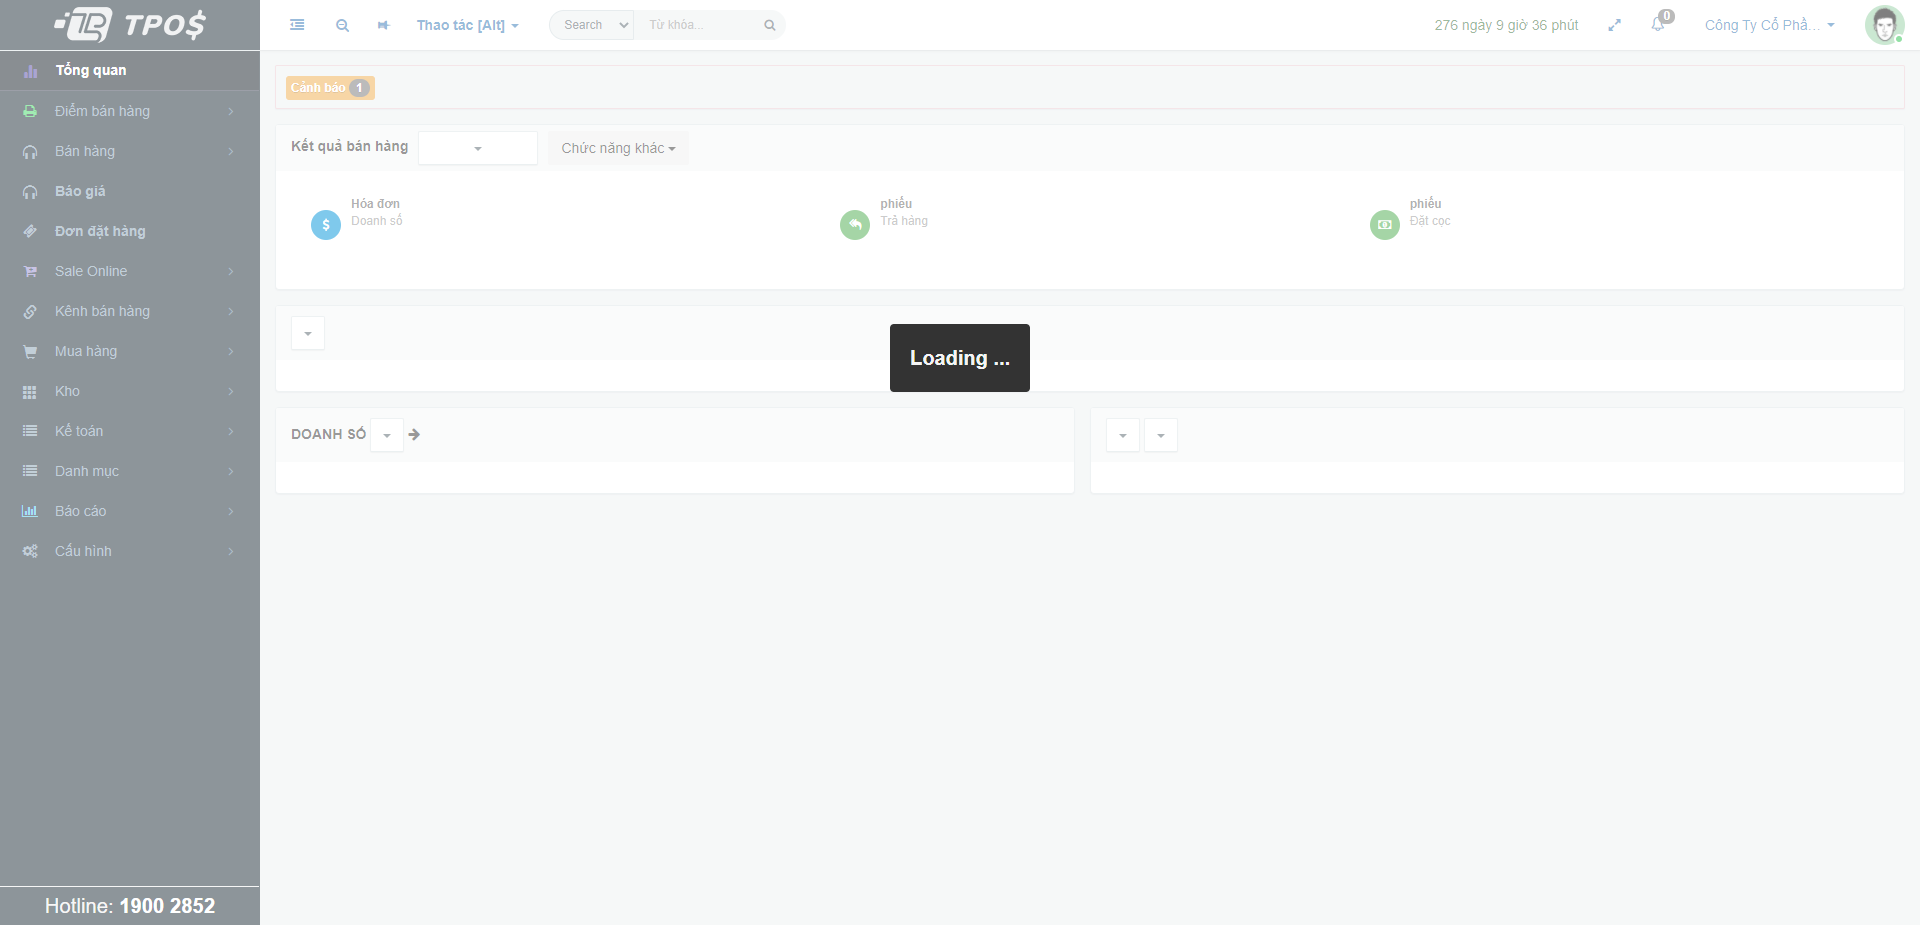 TPO$
Thao tác [Alt]
Search
Từ khóa...
276 ngày 9 giờ 36 phút
0
Công Ty Cổ Phầ...
Tổng quan
Điểm bán hàng
Bán hàng
Báo giá
Đơn đặt hàng
Sale Online
Kênh bán hàng
Mua hàng
Kho
Kế toán
Danh mục
Báo cáo
Cấu hình
Hotline: 1900 2852
Cảnh báo 1
Kết quả bán hàng
Chức năng khác
Hóa đơn
Doanh số
phiếu
Trả hàng
phiếu
Đặt cọc
Loading ...
DOANH SỐ